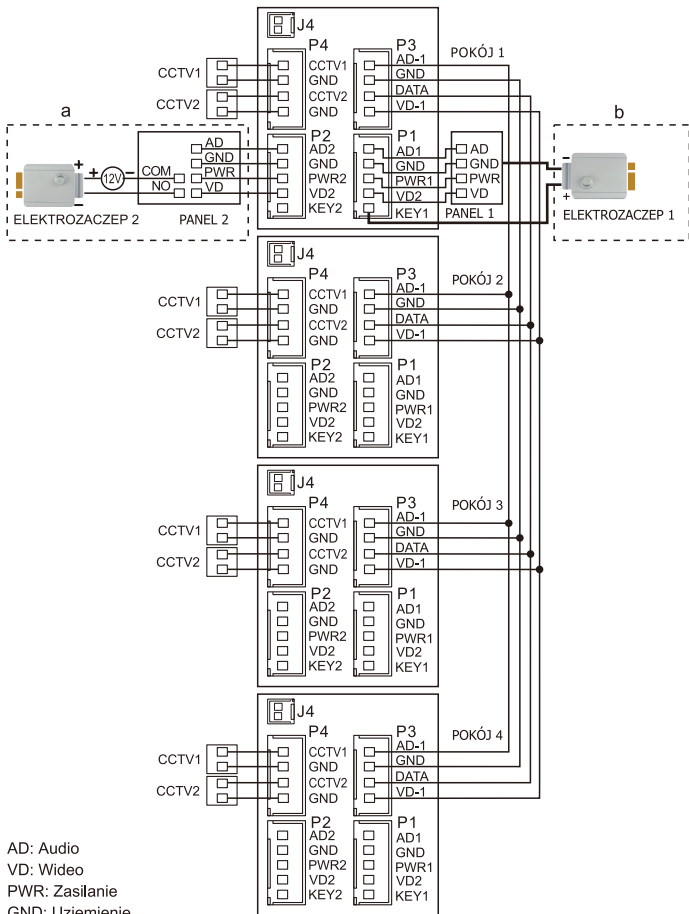 J4
P4
P3
POKÓJ 1
CCTV1
CCTV1
AD-1
GND
GND
CCTV2
CCTV2
DATA
GND
VD-1
a
b
P2
P1
AD
AD2
AD1
AD
GND
GND
GND
GND
+
+
12V
−
COM
PWR
PWR2
PWR1
PWR
−
−
NO
VD
VD2
VD2
VD
+
KEY2
KEY1
ELEKTROZACZEP 2
PANEL 2
PANEL 1
ELEKTROZACZEP 1
J4
P4
P3
POKÓJ 2
CCTV1
CCTV1
AD-1
GND
GND
CCTV2
CCTV2
DATA
GND
VD-1
P2
P1
AD2
AD1
GND
GND
PWR2
PWR1
VD2
VD2
KEY2
KEY1
J4
P4
P3
POKÓJ 3
CCTV1
CCTV1
AD-1
GND
GND
CCTV2
CCTV2
DATA
GND
VD-1
P2
P1
AD2
AD1
GND
GND
PWR2
PWR1
VD2
VD2
KEY2
KEY1
J4
P4
P3
POKÓJ 4
CCTV1
CCTV1
AD-1
GND
GND
CCTV2
CCTV2
DATA
GND
VD-1
P2
P1
AD2
AD1
GND
GND
PWR2
PWR1
VD2
VD2
KEY2
KEY1
AD: Audio
VD: Wideo
PWR: Zasilanie
GND: Uziemienie